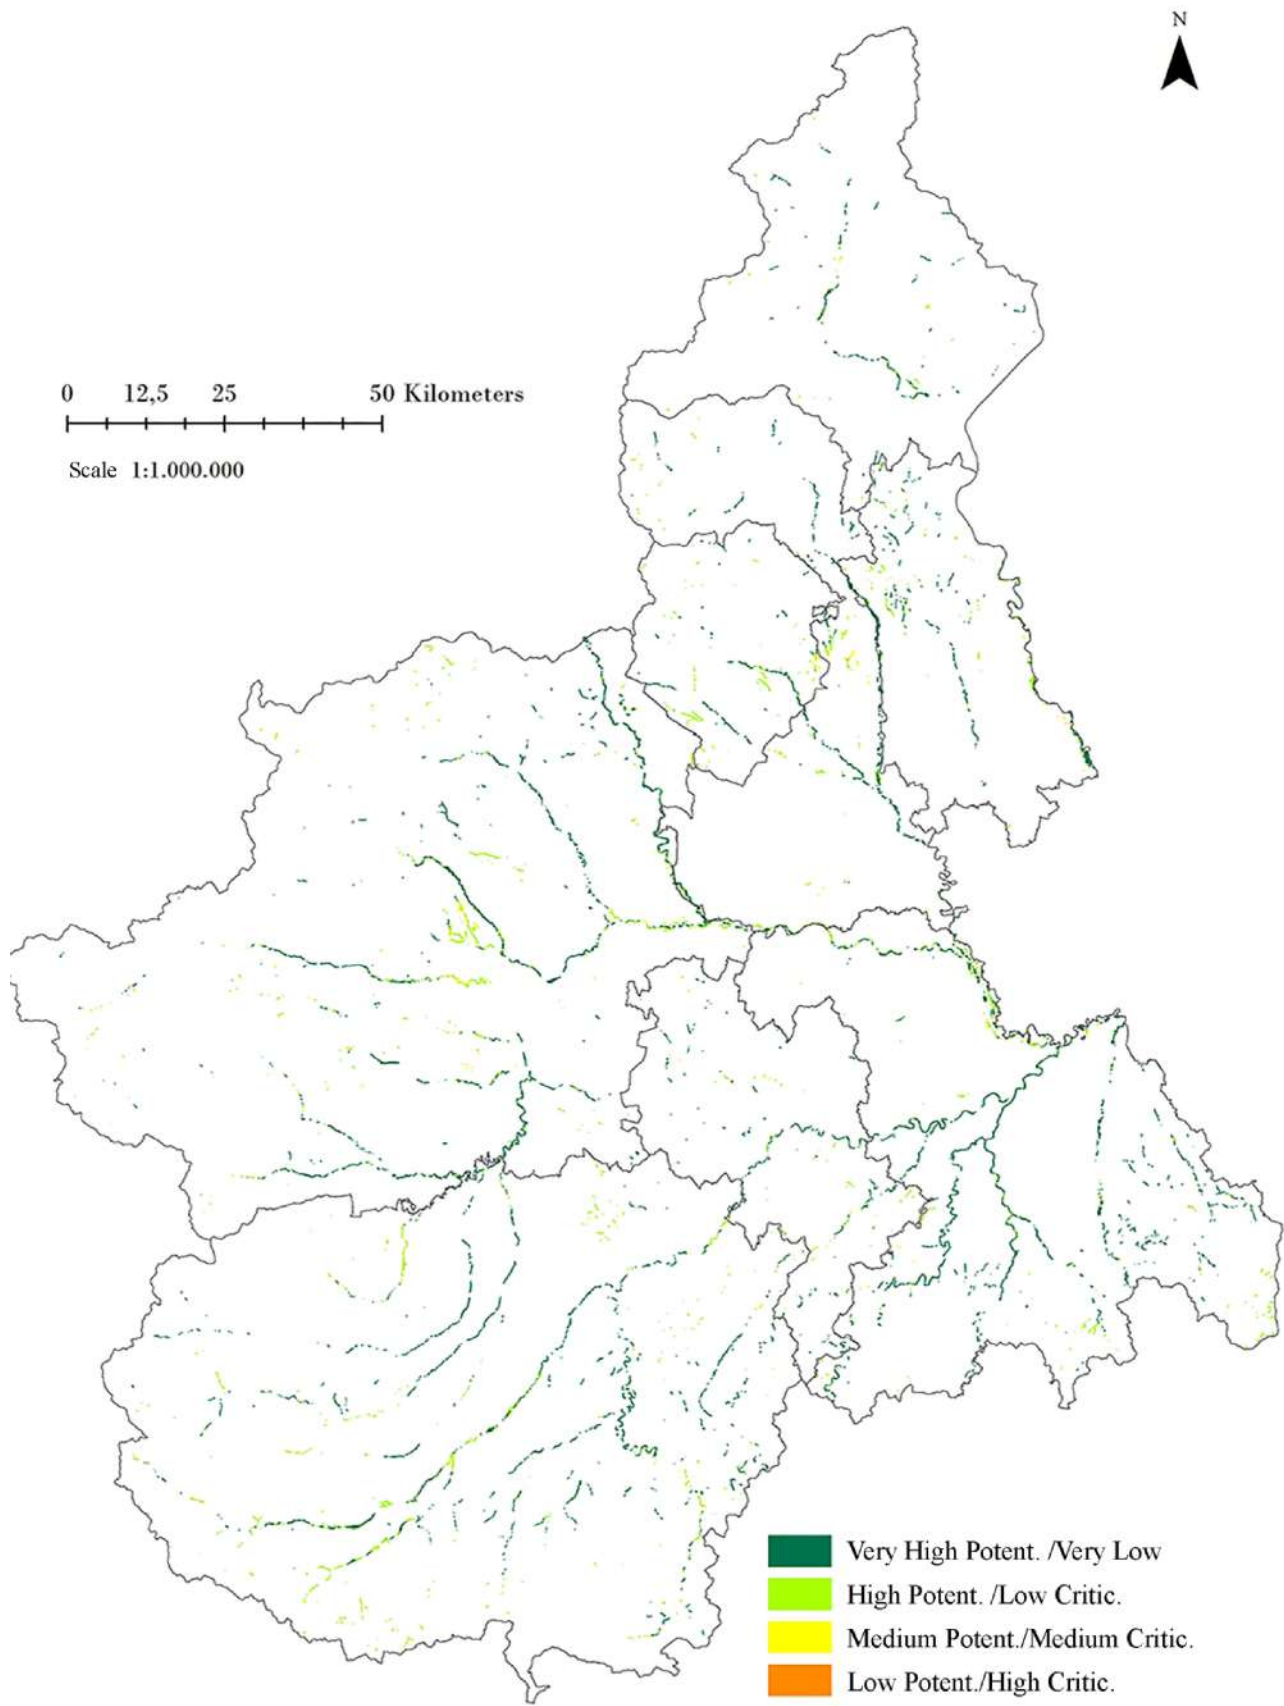 N
0 12,5 25 50 Kilometers
Scale 1:1.000.000
Very High Potent. /Very Low
High Potent. /Low Critic.
Medium Potent./Medium Critic.
Low Potent./High Critic.